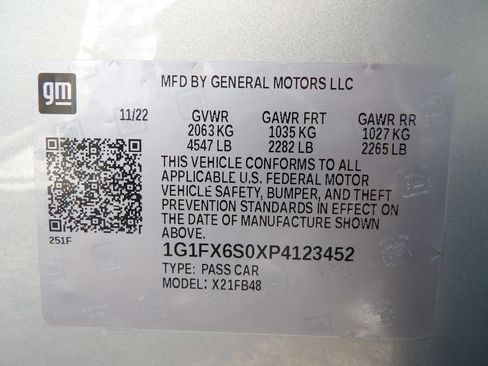 gm
MFD BY GENERAL MOTORS LLC
11/22 GVWR GAWR FRT GAWR RR
2063 KG 1035 KG 1027 KG
4547 LB 2282 LB 2265 LB
THIS VEHICLE CONFORMS TO ALL
APPLICABLE U.S. FEDERAL MOTOR
VEHICLE SAFETY, BUMPER, AND THEFT
PREVENTION STANDARDS IN EFFECT ON
THE DATE OF MANUFACTURE SHOWN
ABOVE.
251F
1G1FX6S0XP4123452
TYPE: PASS CAR
MODEL: X21FB48